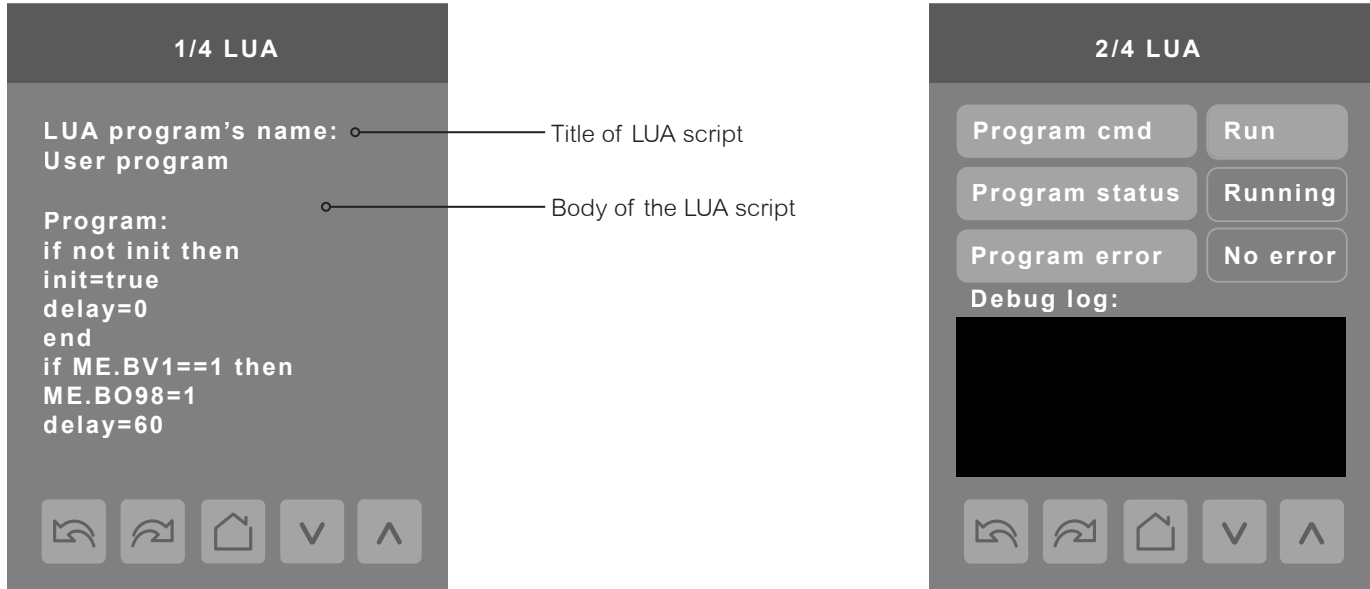 1/4 LUA
LUA program's name:
User program
Program:
if not init then
init=true
delay=0
end
if ME.BV1==1 then
ME.BO98=1
delay=60
Title of LUA script
Body of the LUA script
2/4 LUA
Program cmd Run
Program status Running
Program error No error
Debug log: